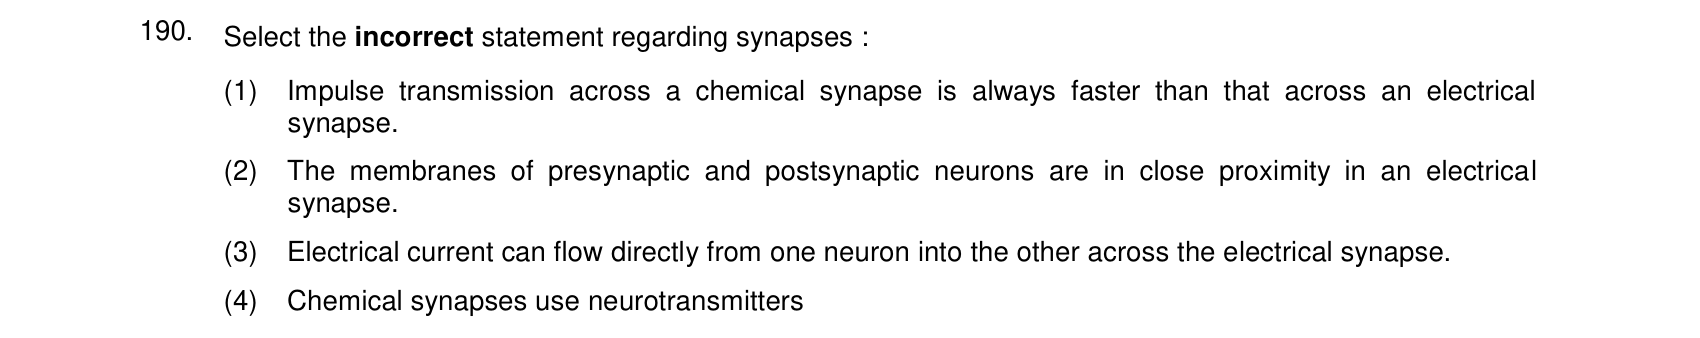 190. Select the incorrect statement regarding synapses :
(1) Impulse transmission across a chemical synapse is always faster than that across an electrical
synapse.
(2) The membranes of presynaptic and postsynaptic neurons are in close proximity in an electrical
synapse.
(3) Electrical current can flow directly from one neuron into the other across the electrical synapse.
(4) Chemical synapses use neurotransmitters